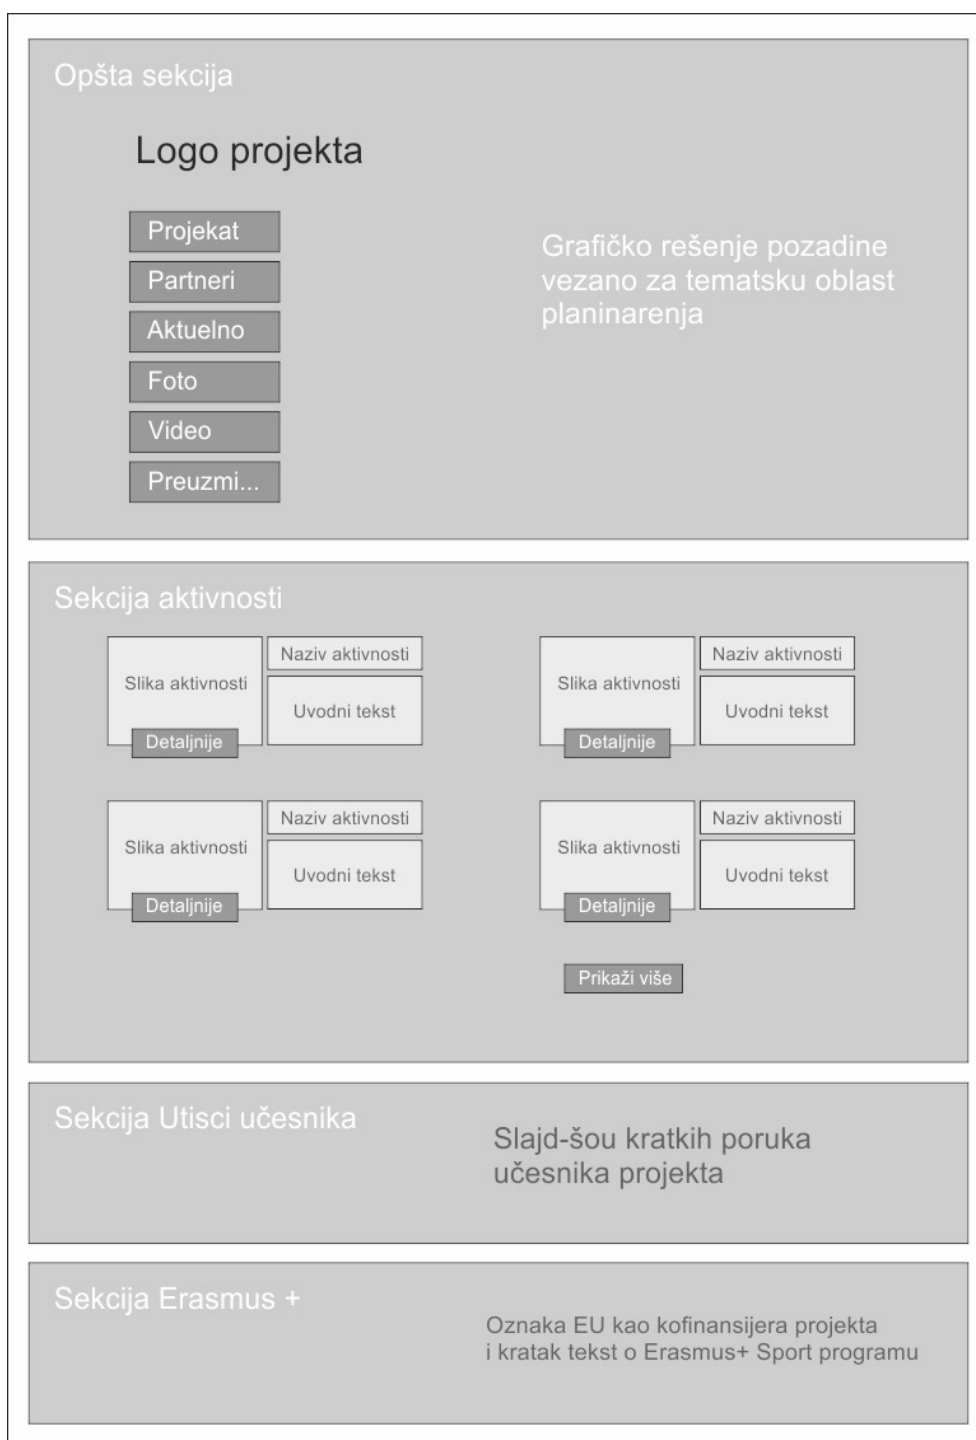 Opšta sekcija
Logo projekta
Projekat
Partneri
Aktuelno
Foto
Video
Preuzmi...
Grafičko rešenje pozadine
vezano za tematsku oblast
planinarenja
Sekcija aktivnosti
Slika aktivnosti
Naziv aktivnosti
Uvodni tekst
Detaljnije
Slika aktivnosti
Naziv aktivnosti
Uvodni tekst
Detaljnije
Slika aktivnosti
Naziv aktivnosti
Uvodni tekst
Detaljnije
Slika aktivnosti
Naziv aktivnosti
Uvodni tekst
Detaljnije
Prikaži više
Sekcija Utisci učesnika
Slajd-šou kratkih poruka
učesnika projekta
Sekcija Erasmus +
Oznaka EU kao kofinansijera projekta
i kratak tekst o Erasmus+ Sport programu